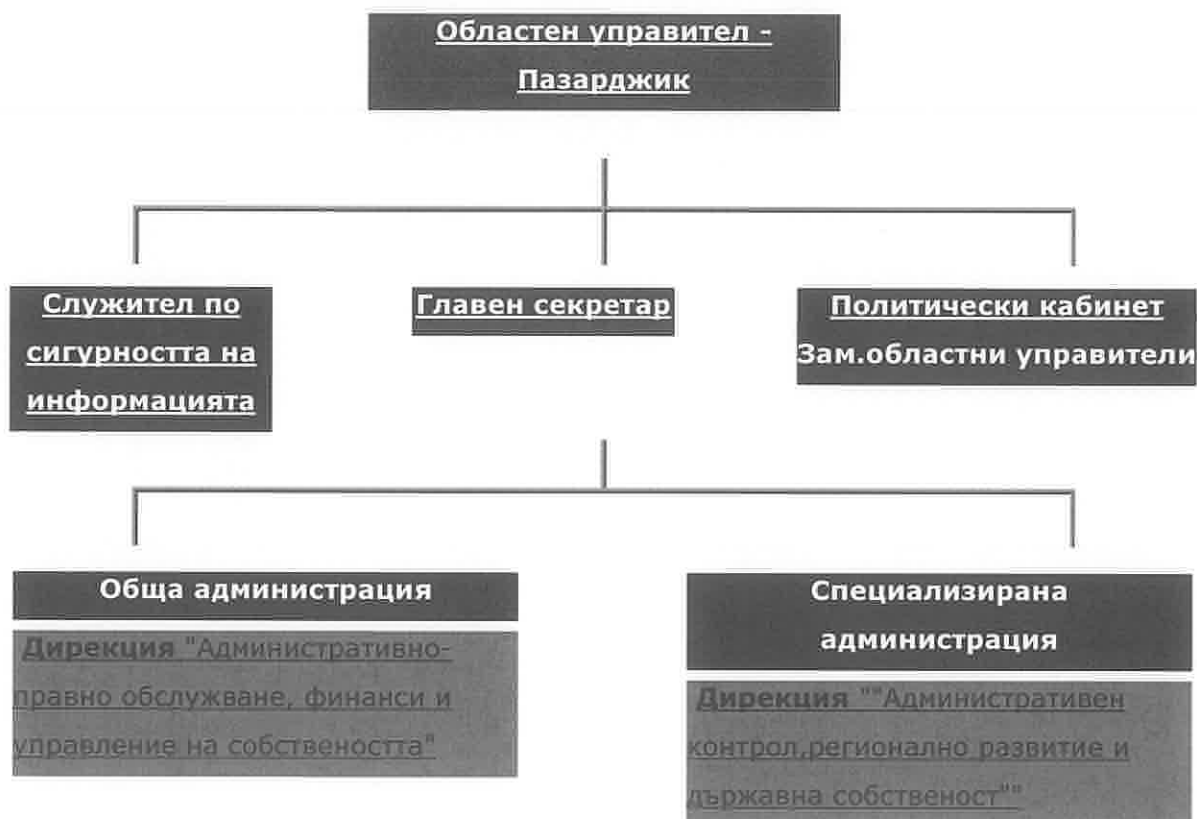 Областен управител -
Пазарджик
Служител по
сигурността на
информацията
Главен секретар
Политически кабинет
Зам.областни управители
Обща администрация
Дирекция "Административно-
правно обслужване, финанси и
управление на собствеността"
Специализирана
администрация
Дирекция ""Административен
контрол,регионално развитие и
държавна собственост""